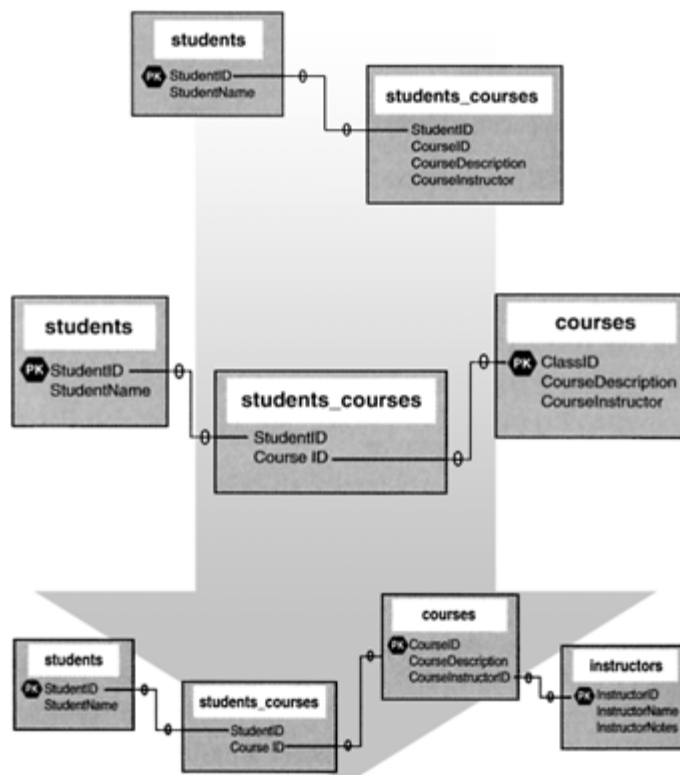 students
PK StudentID
StudentName
students_courses
StudentID
CourseID
CourseDescription
CourseInstructor
students
PK StudentID
StudentName
courses
PK ClassID
CourseDescription
CourseInstructor
students_courses
StudentID
Course ID
courses
PK CourseID
CourseDescription
CourseInstructorID
students
PK StudentID
StudentName
instructors
PK InstructorID
InstructorName
InstructorNotes
students_courses
StudentID
Course ID